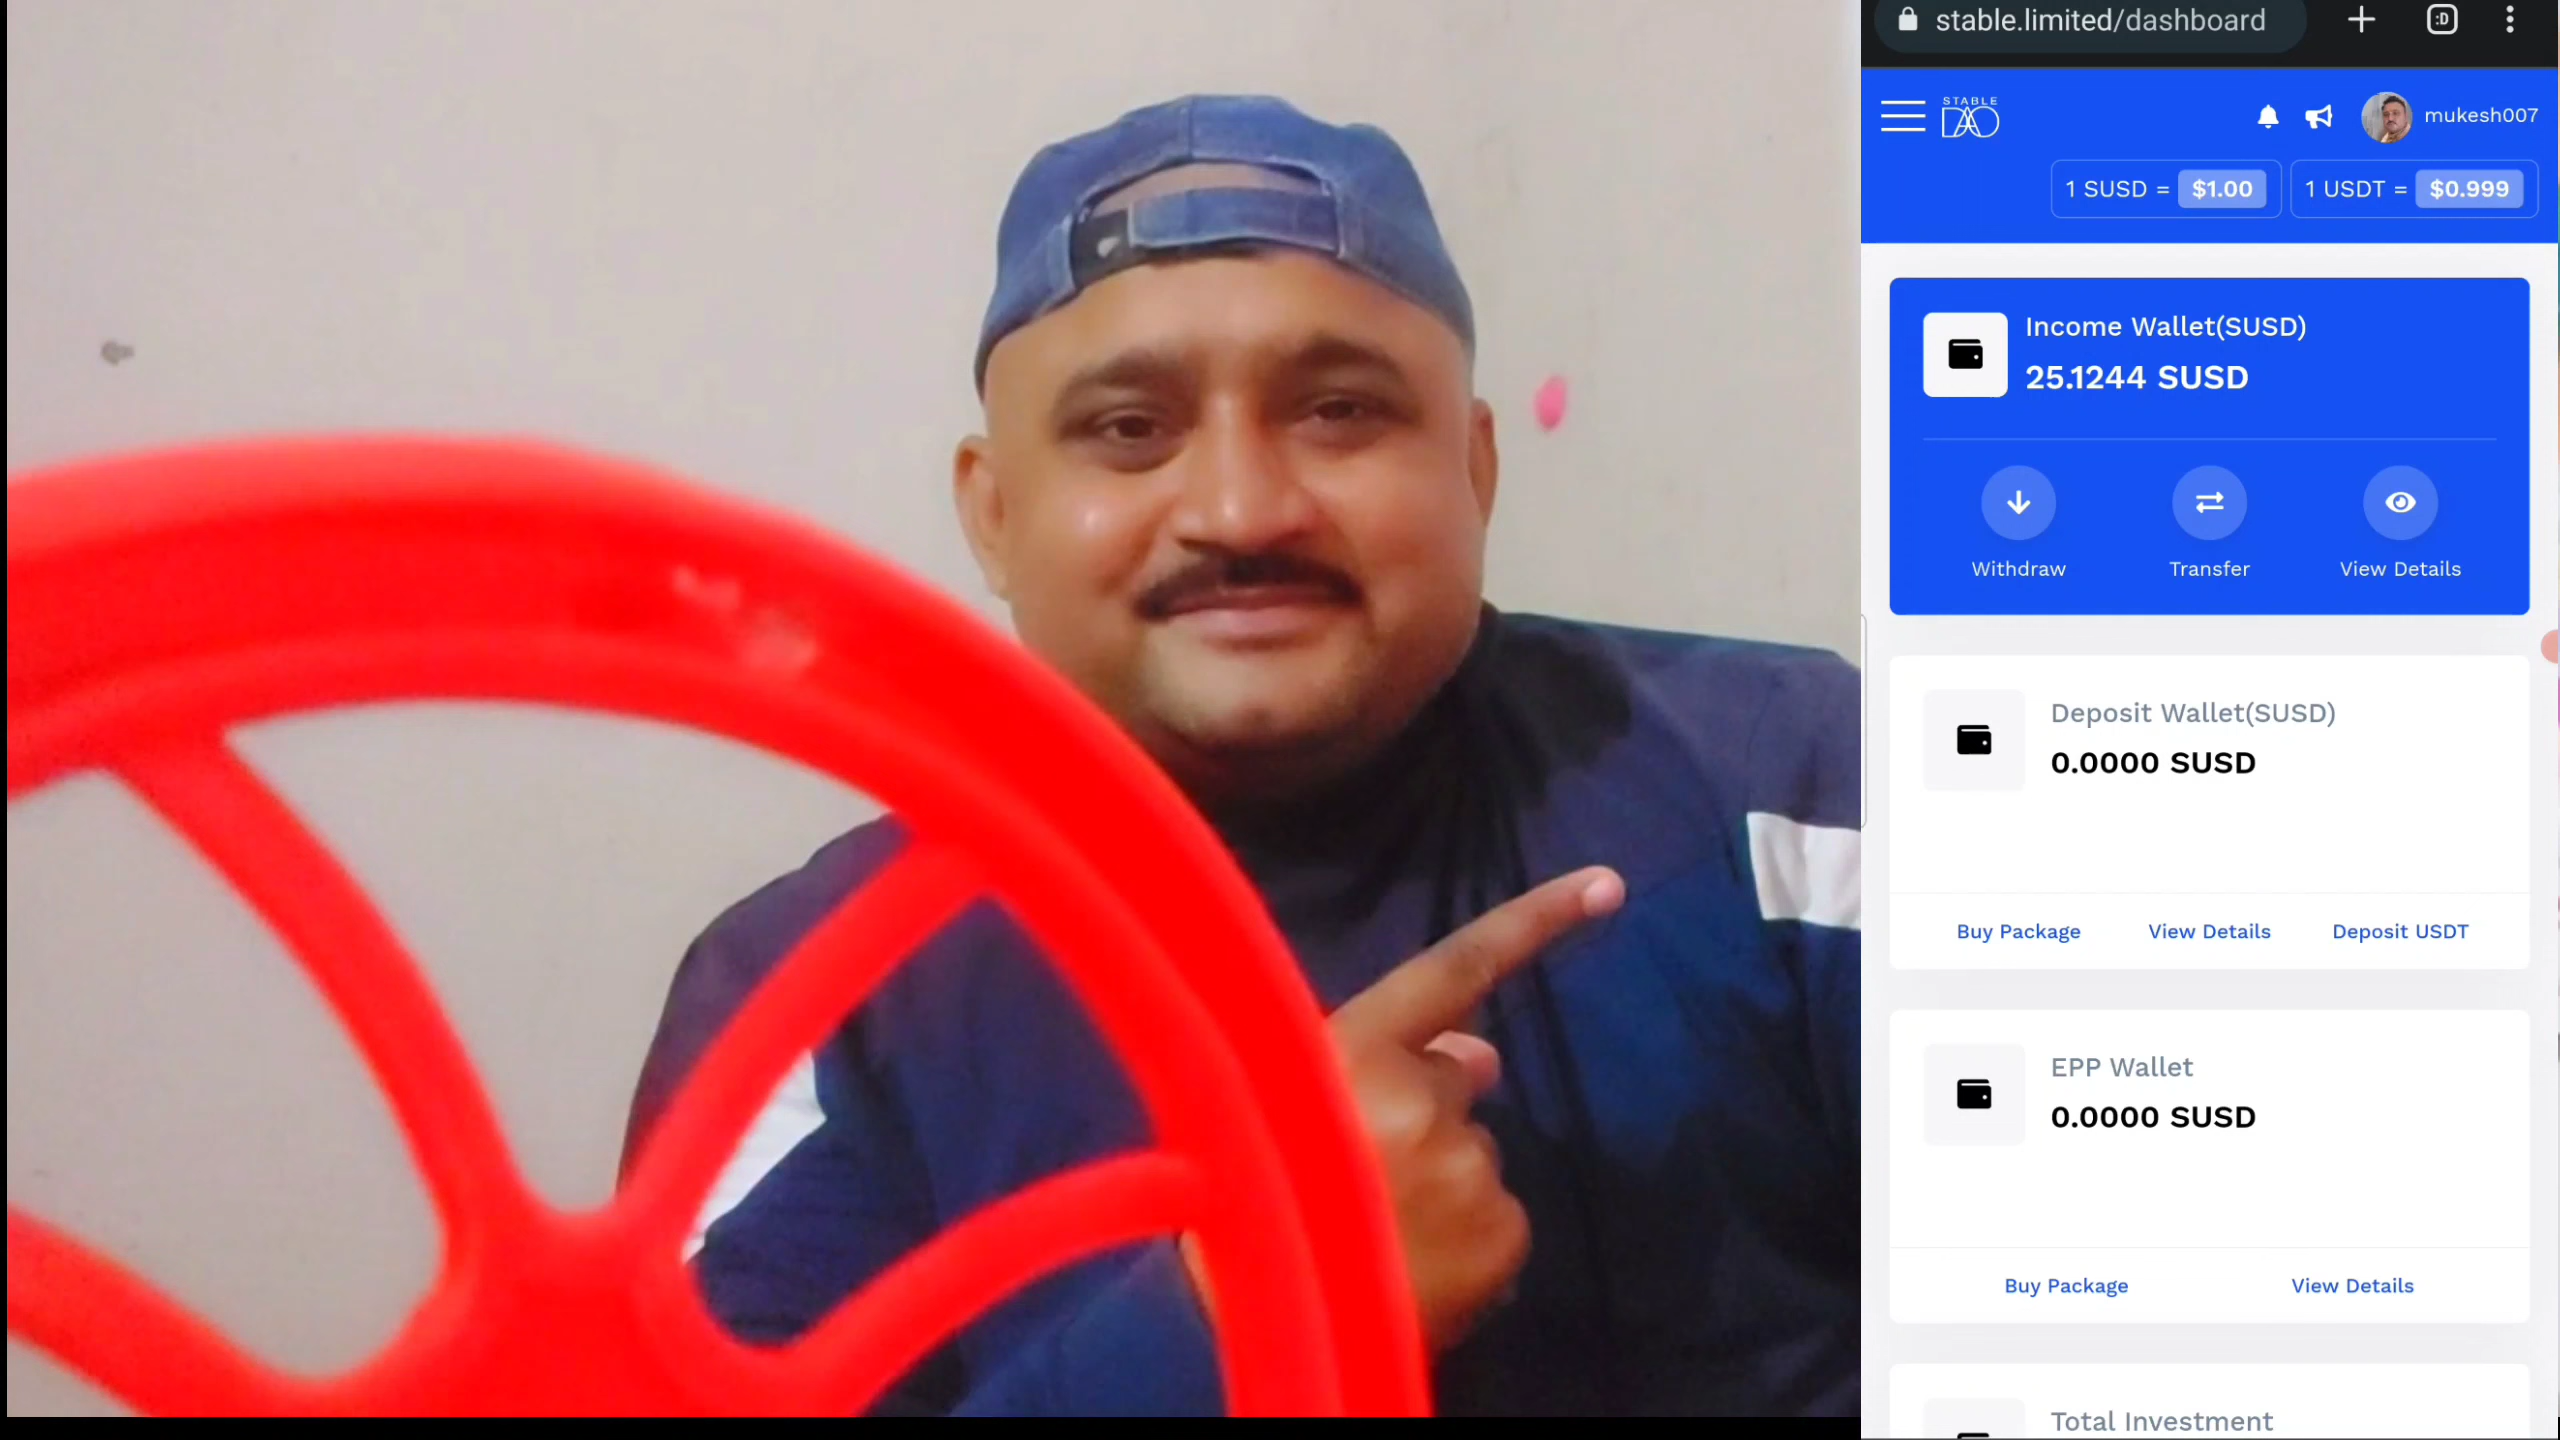 stable.limited/dashboard
:D
STABLE
DAO
mukesh007
1 SUSD = $1.00
1 USDT = $0.999
Income Wallet(SUSD)
25.1244 SUSD
Withdraw
Transfer
View Details
Deposit Wallet(SUSD)
0.0000 SUSD
Buy Package
View Details
Deposit USDT
EPP Wallet
0.0000 SUSD
Buy Package
View Details
Total Investment